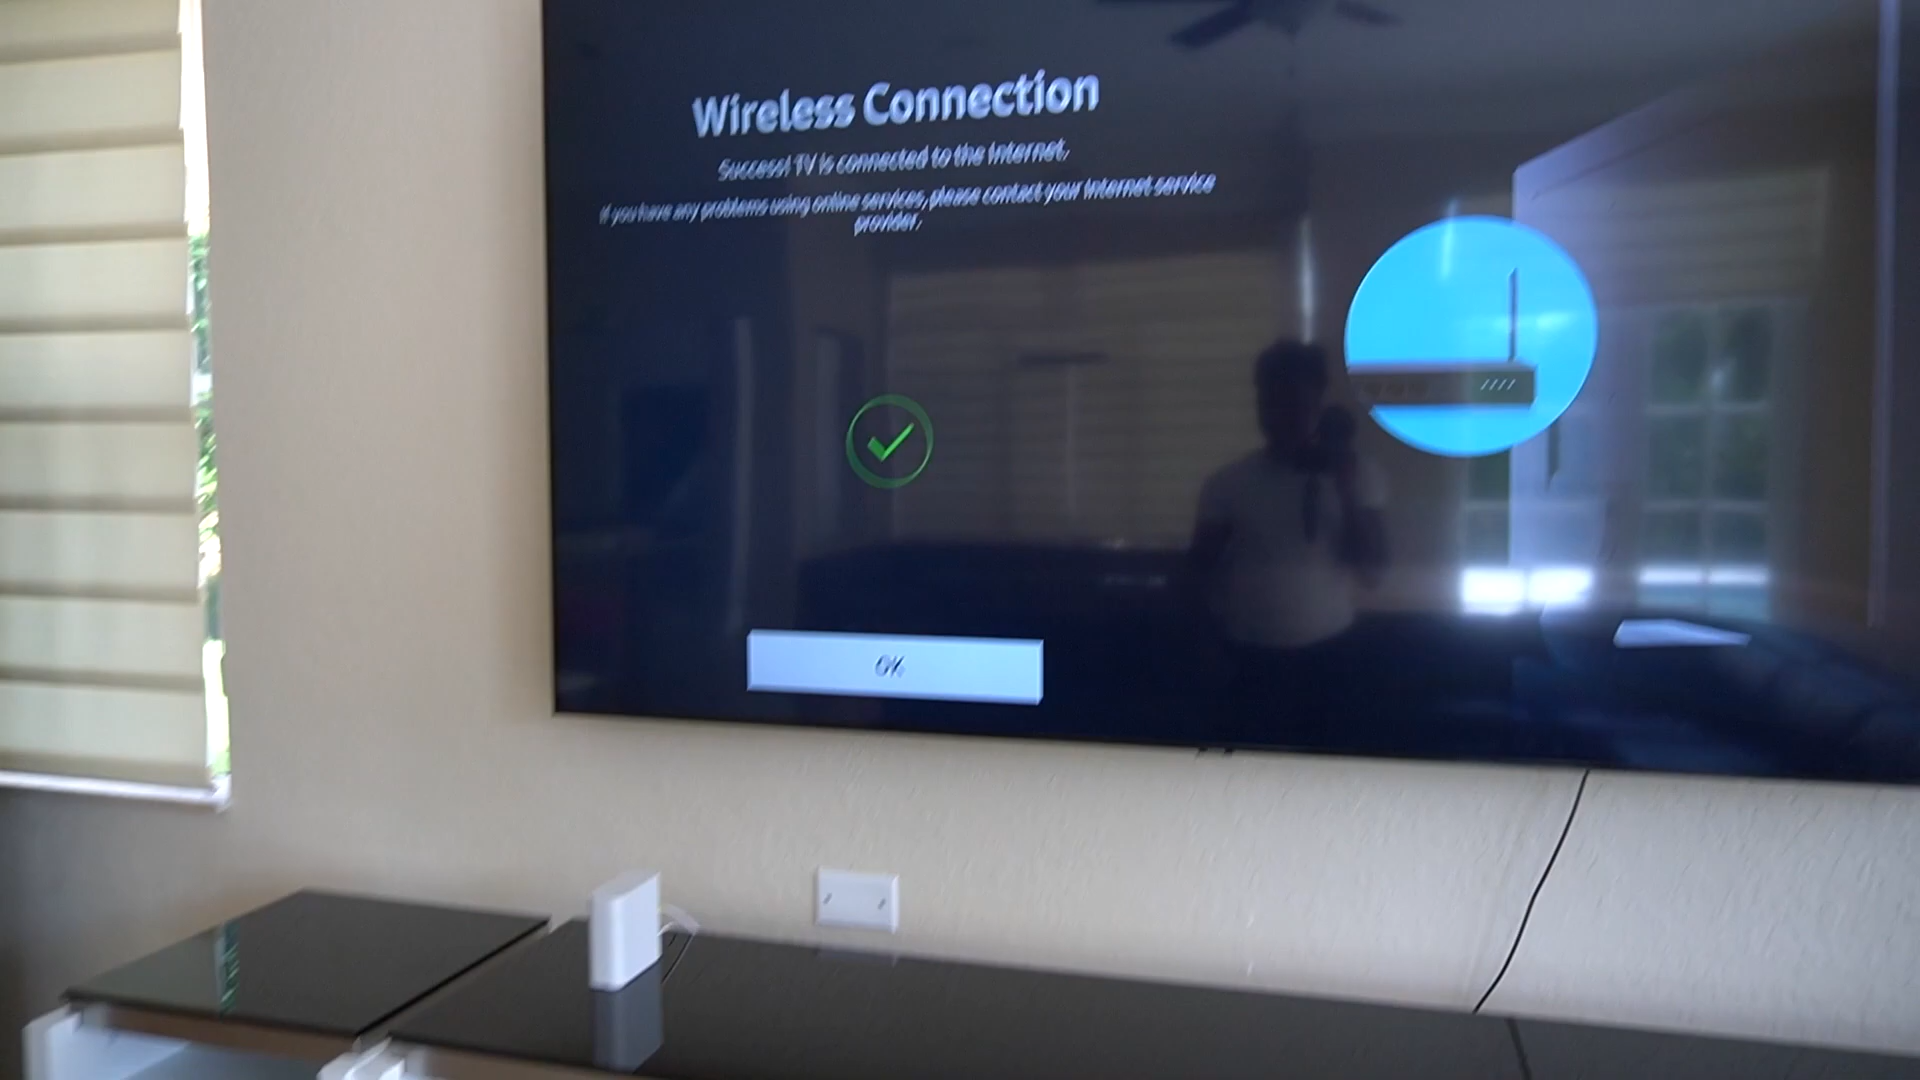 Wireless Connection
Success! TV is connected to the Internet.
If you have any problems using online services, please contact your Internet service
provider.
OK